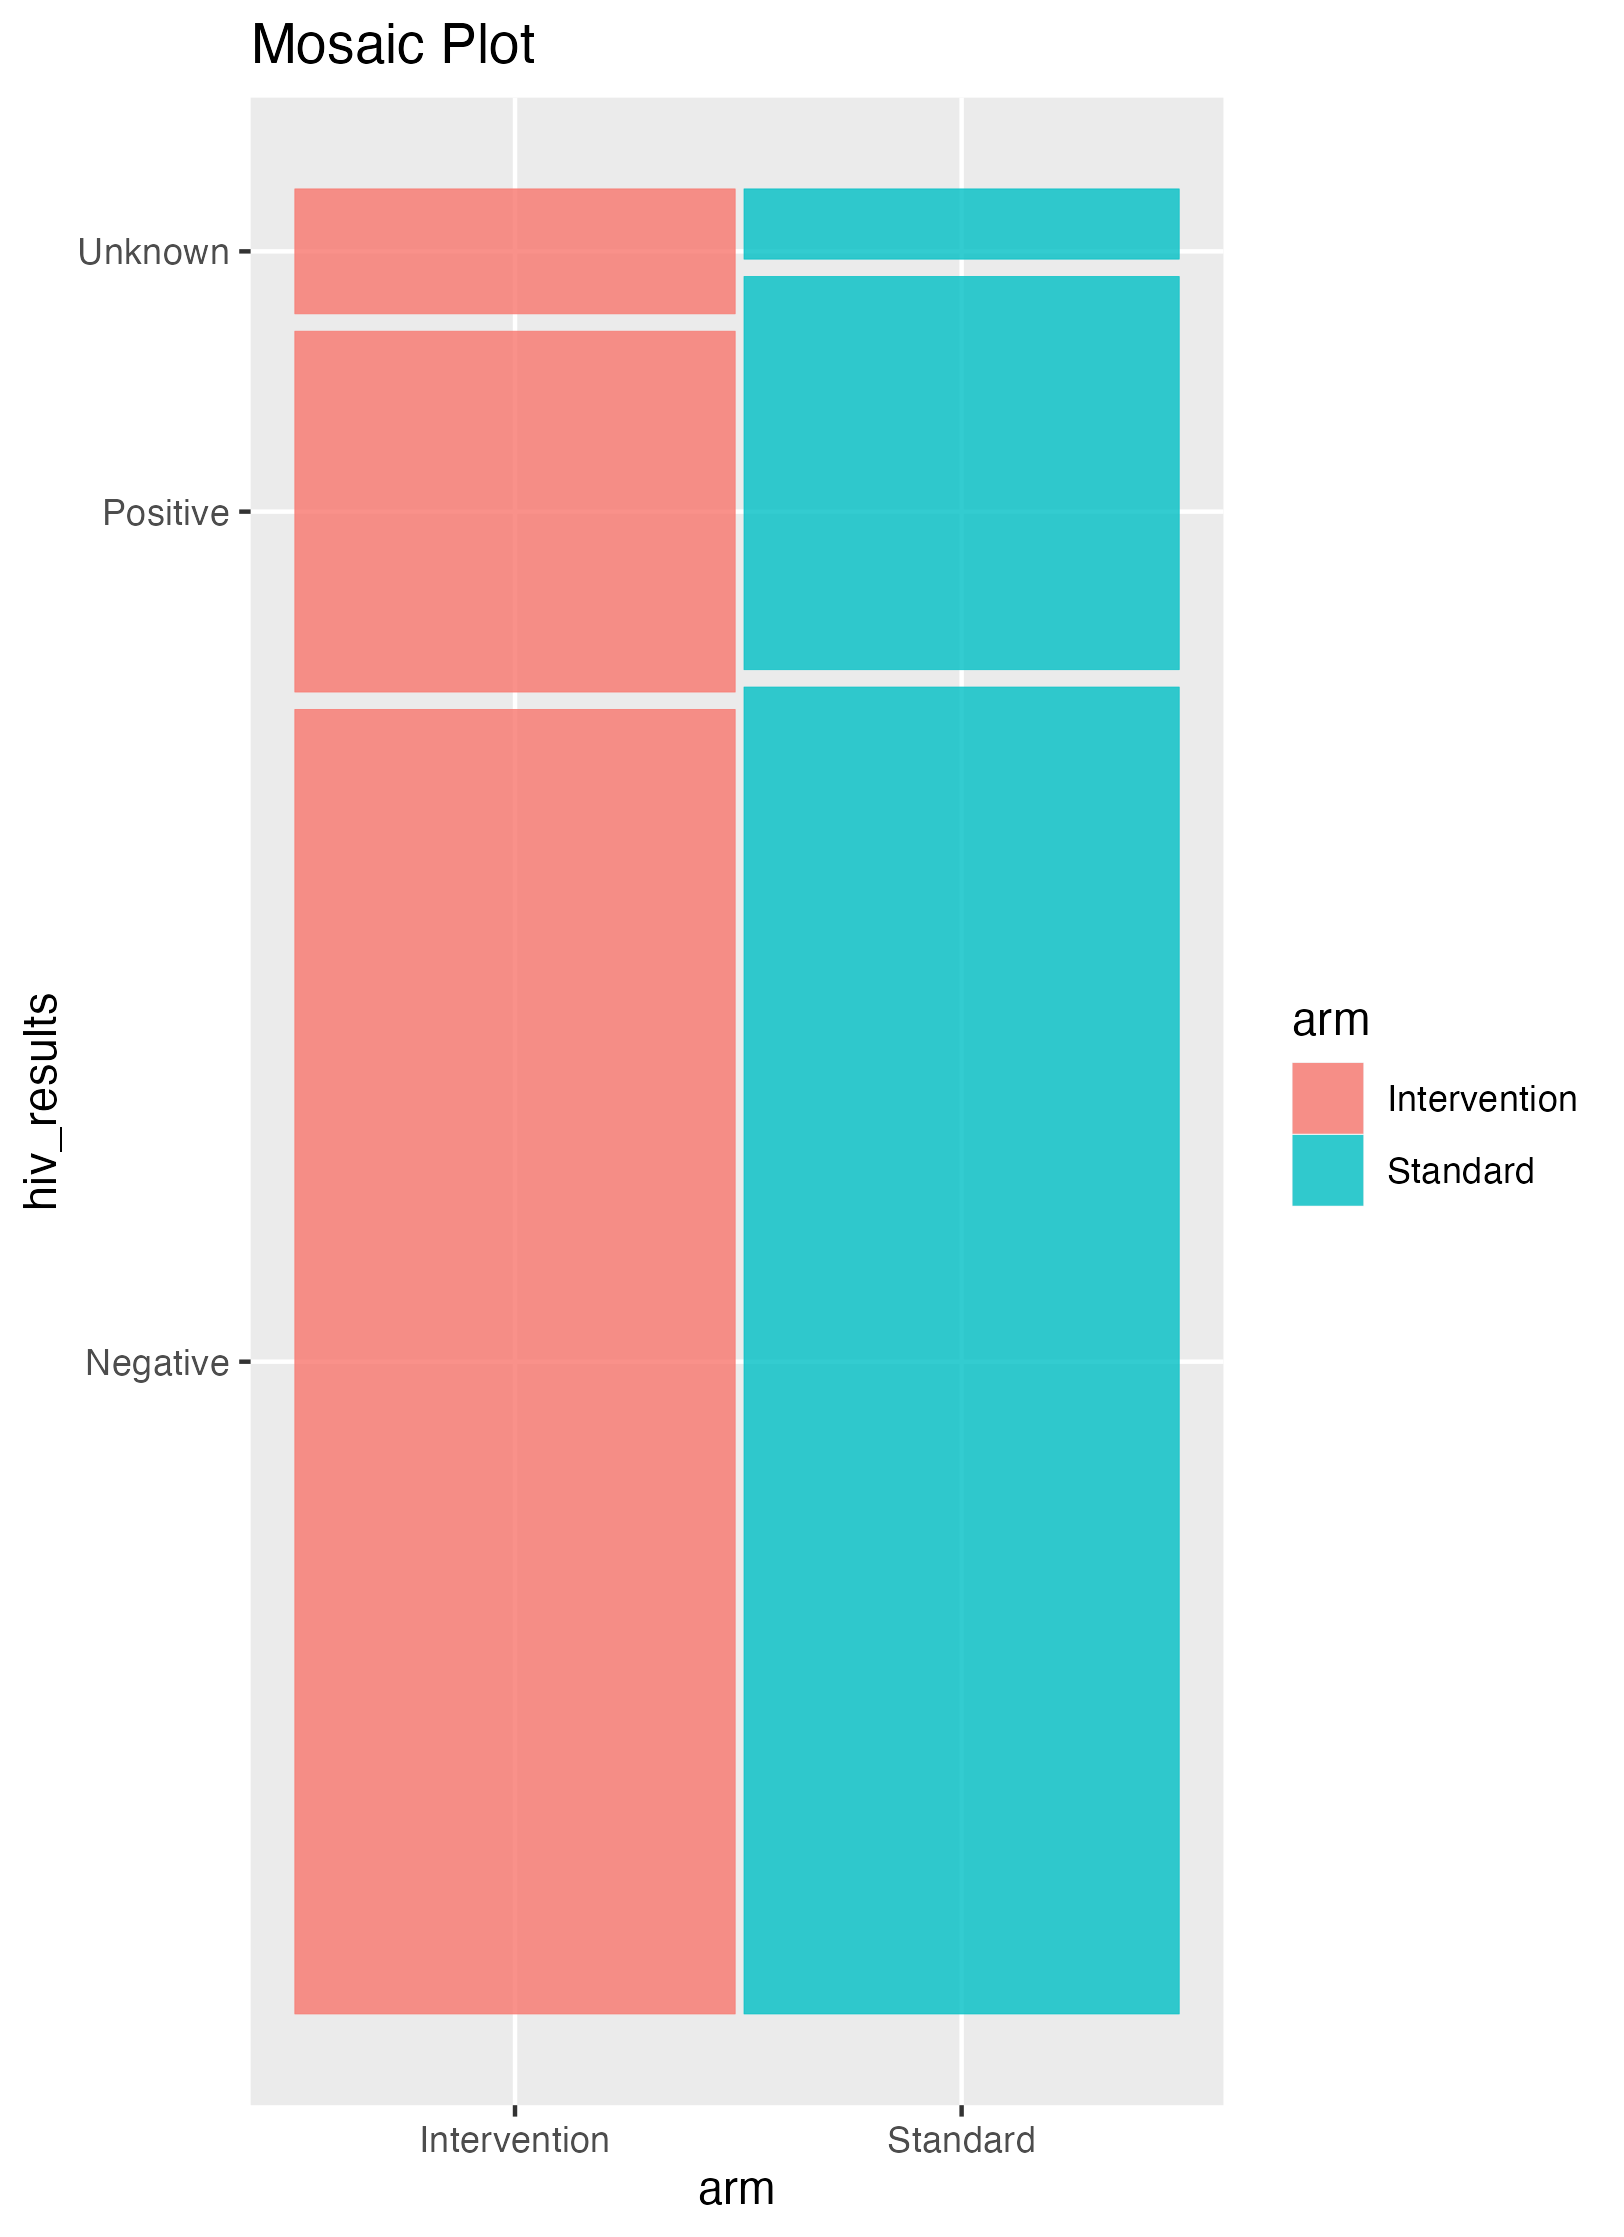 Mosaic Plot
Unknown
Positive
Negative
hiv_results
Intervention
Standard
arm
arm
Intervention
Standard